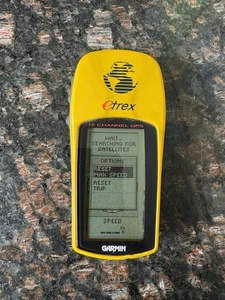 etrex
12 CHANNEL GPS
WAIT...
SEARCHING FOR
SATELLITES
OPTIONS
RESET
MAX SPEED
RESET
TRIP
SPEED
GARMIN